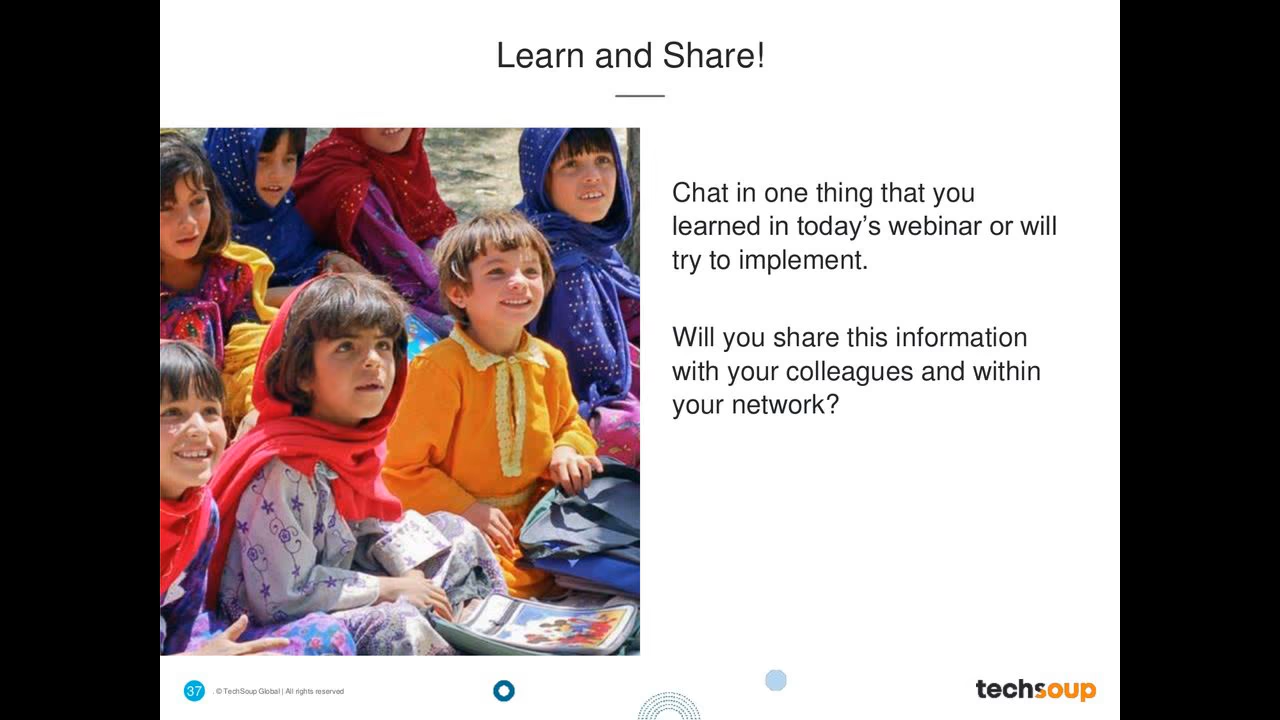 Learn and Share!
Chat in one thing that you
learned in today’s webinar or will
try to implement.
Will you share this information
with your colleagues and within
your network?
37
. © TechSoup Global | All rights reserved
techsoup